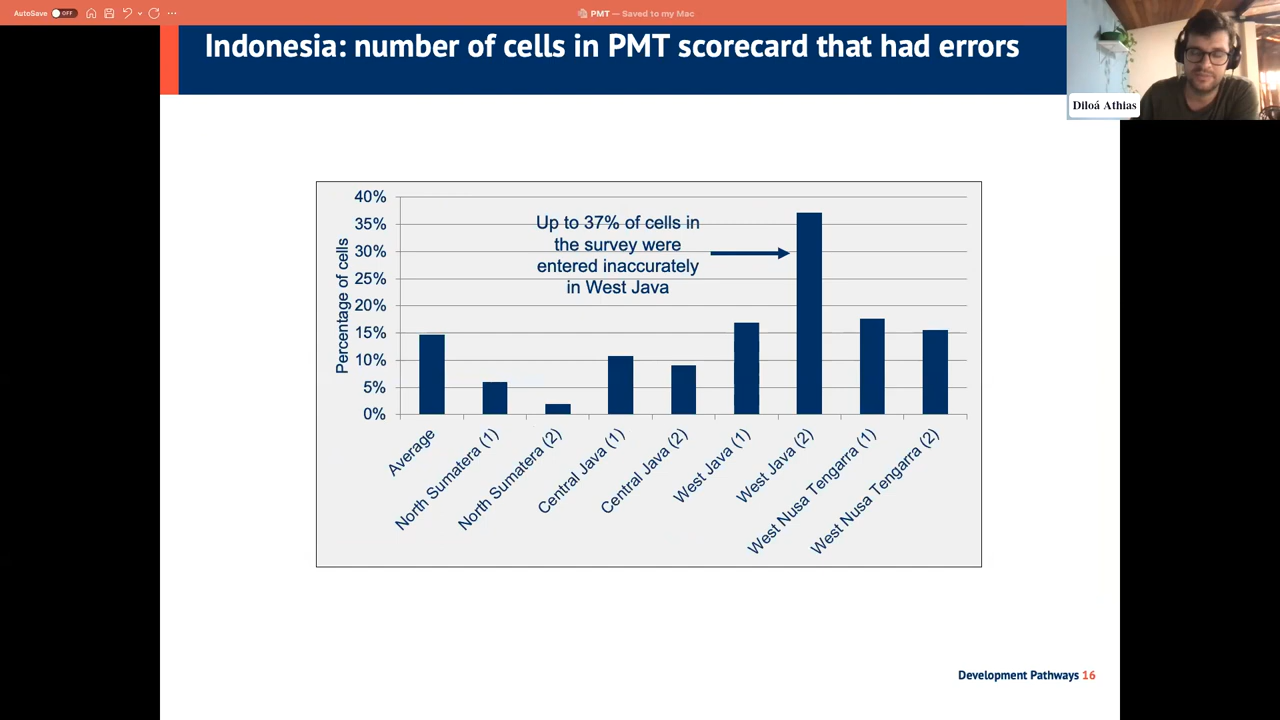 AutoSave OFF
PMT — Saved to my Mac
Indonesia: number of cells in PMT scorecard that had errors
Diloá Athias
Percentage of cells
40%
35%
30%
25%
20%
15%
10%
5%
0%
Up to 37% of cells in
the survey were
entered inaccurately
in West Java
Average
North Sumatera (1)
North Sumatera (2)
Central Java (1)
Central Java (2)
West Java (1)
West Java (2)
West Nusa Tengarra (1)
West Nusa Tengarra (2)
Development Pathways 16